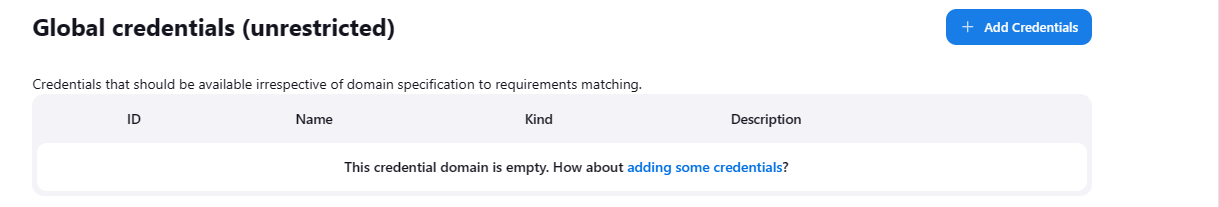 Global credentials (unrestricted)
+ Add Credentials
Credentials that should be available irrespective of domain specification to requirements matching.
ID Name Kind Description
This credential domain is empty. How about adding some credentials?